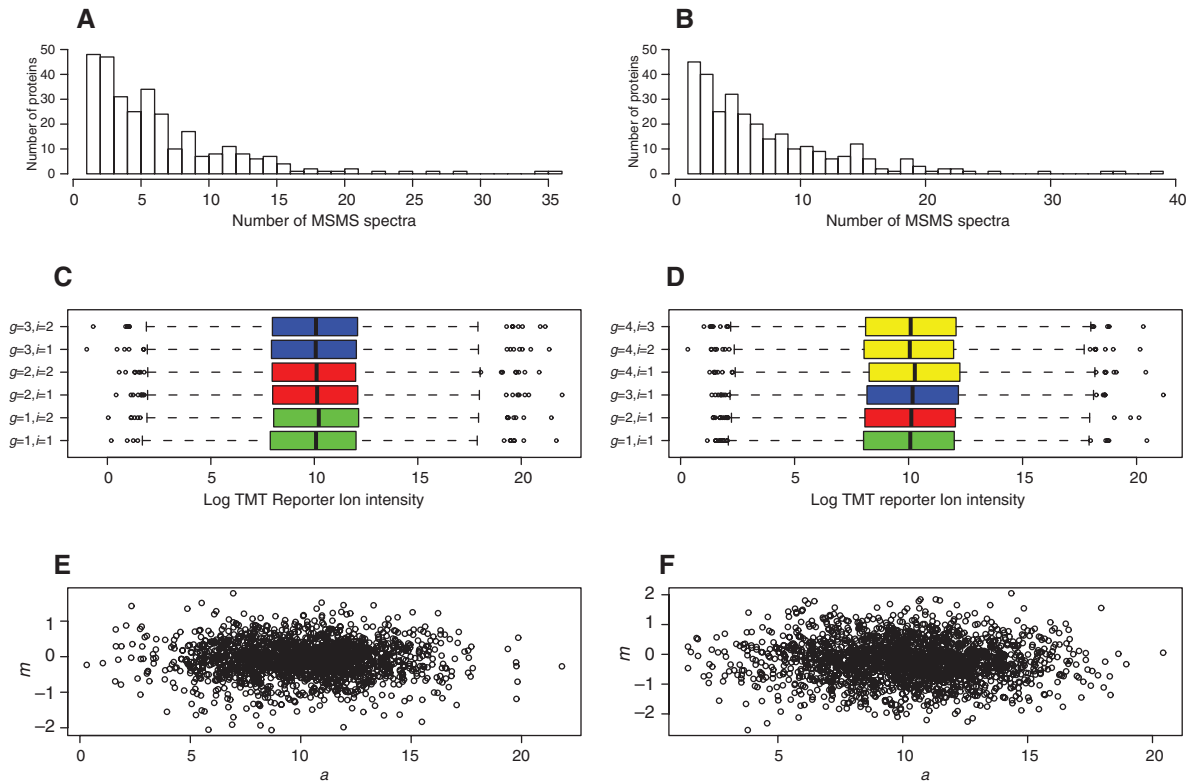 A
B
50
40
30
20
10
0
Number of proteins
0 5 10 15 20 25 30 35
Number of MSMS spectra
50
40
30
20
10
0
Number of proteins
0 10 20 30 40
Number of MSMS spectra
C
D
g=3,i=2
g=3,i=1
g=2,i=2
g=2,i=1
g=1,i=2
g=1,i=1
0 5 10 15 20
Log TMT Reporter Ion intensity
g=4,i=3
g=4,i=2
g=4,i=1
g=3,i=1
g=2,i=1
g=1,i=1
0 5 10 15 20
Log TMT reporter Ion intensity
E
F
1
0
−1
−2
m
0 5 10 15 20
a
2
1
0
−1
−2
m
5 10 15 20
a